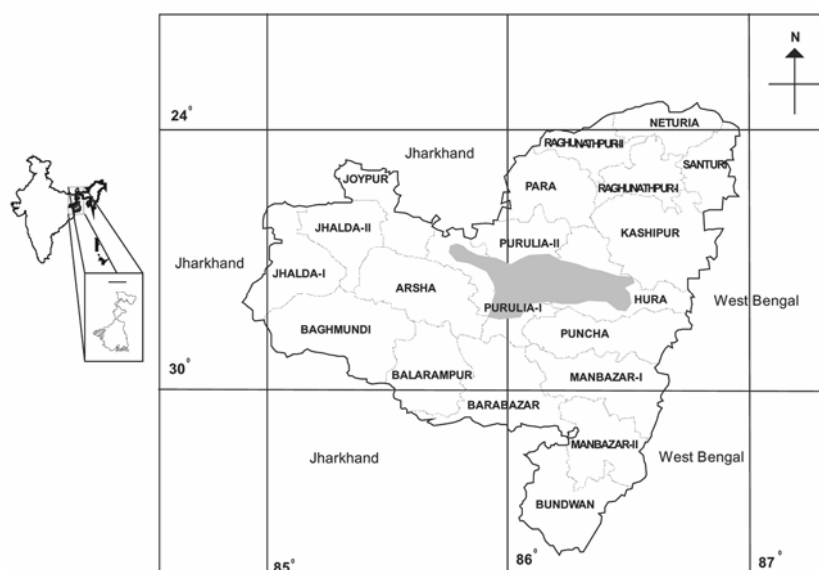 N
24°
NETURIA
RAGHUNATHPUR-II
Jharkhand
SANTURI
JOYPUR
PARA
RAGHUNATHPUR-I
JHALDA-II
PURULIA-II
KASHIPUR
Jharkhand
JHALDA-I
ARSHA
HURA
West Bengal
PURULIA-I
BAGHMUNDI
PUNCHA
30°
BALARAMPUR
MANBAZAR-I
BARABAZAR
MANBAZAR-II
Jharkhand
West Bengal
BUNDWAN
85°
86°
87°